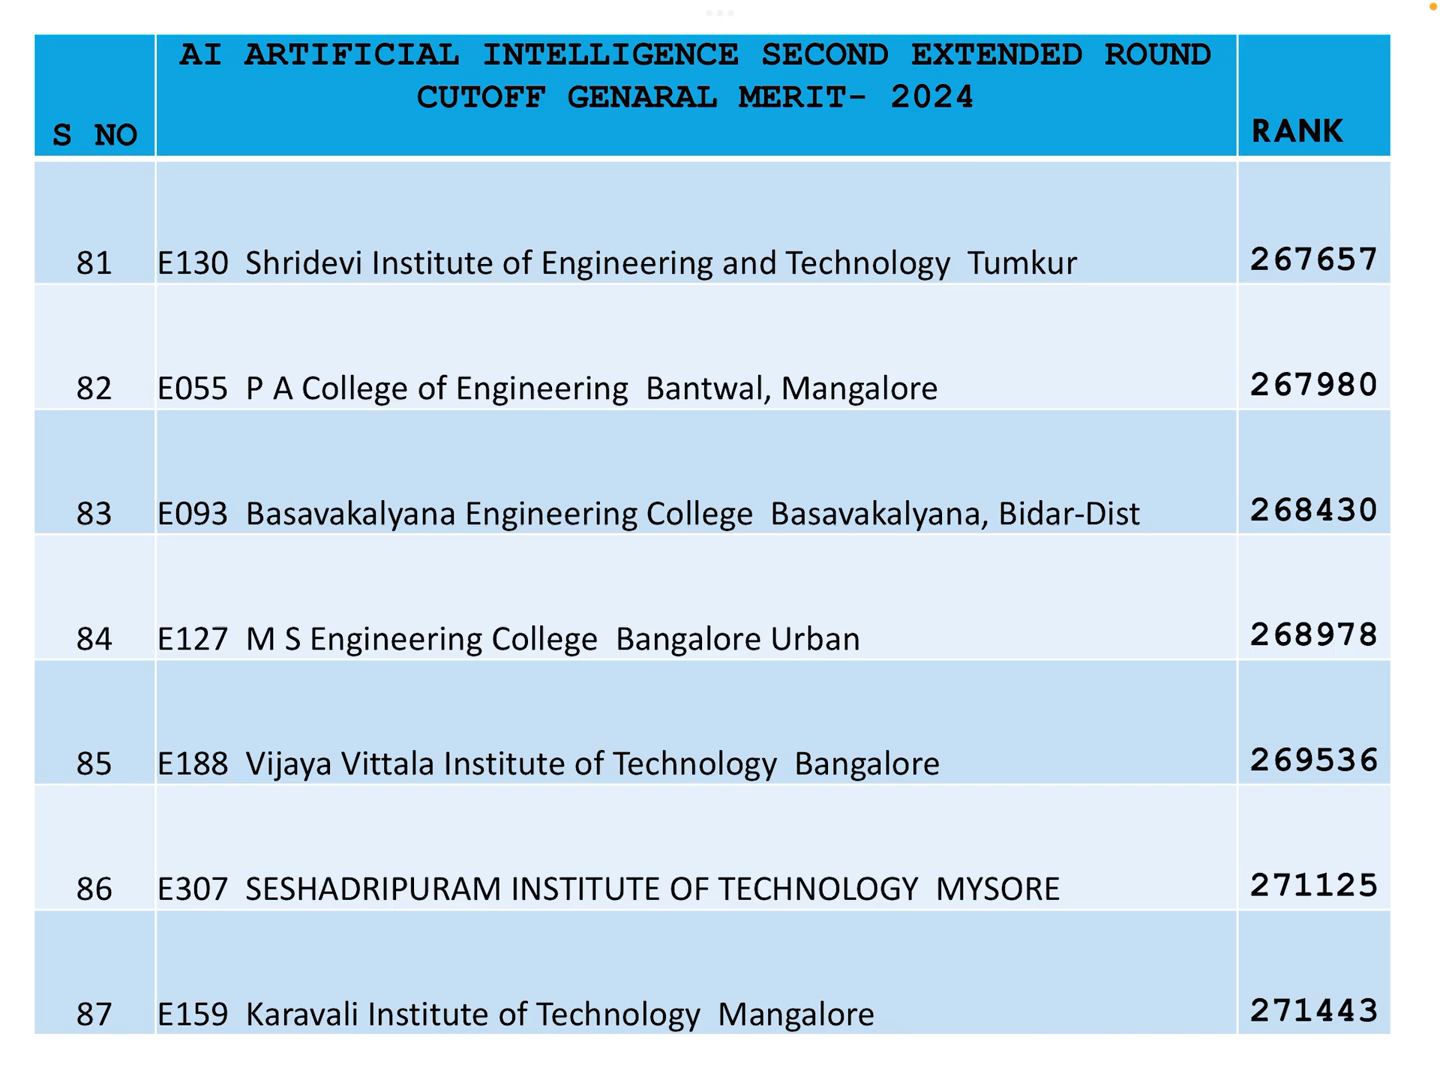 AI ARTIFICIAL INTELLIGENCE SECOND EXTENDED ROUND
CUTOFF GENARAL MERIT- 2024
S NO RANK
81 E130 Shridevi Institute of Engineering and Technology Tumkur 267657
82 E055 P A College of Engineering Bantwal, Mangalore 267980
83 E093 Basavakalyana Engineering College Basavakalyana, Bidar-Dist 268430
84 E127 M S Engineering College Bangalore Urban 268978
85 E188 Vijaya Vittala Institute of Technology Bangalore 269536
86 E307 SESHADRIPURAM INSTITUTE OF TECHNOLOGY MYSORE 271125
87 E159 Karavali Institute of Technology Mangalore 271443